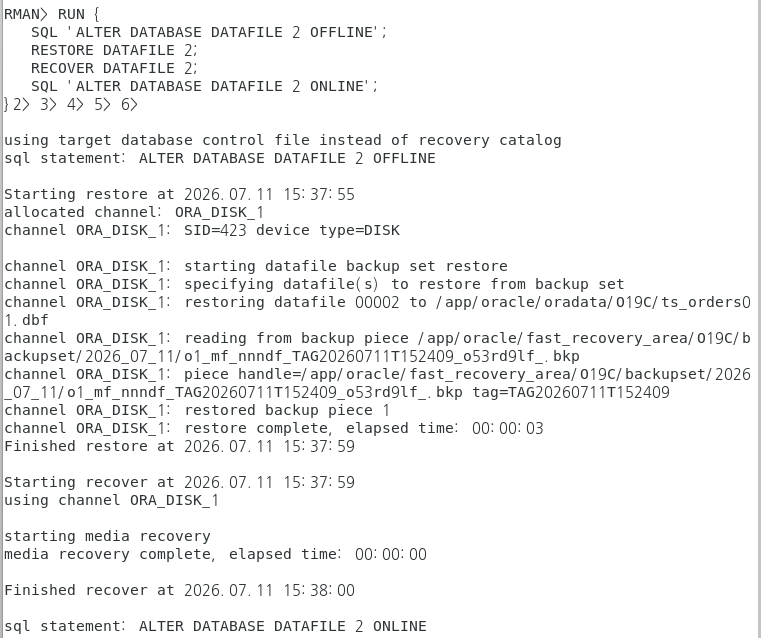 RMAN> RUN {
   SQL 'ALTER DATABASE DATAFILE 2 OFFLINE';
   RESTORE DATAFILE 2;
   RECOVER DATAFILE 2;
   SQL 'ALTER DATABASE DATAFILE 2 ONLINE';
}2> 3> 4> 5> 6>
using target database control file instead of recovery catalog
sql statement: ALTER DATABASE DATAFILE 2 OFFLINE
Starting restore at 2026.07.11 15:37:55
allocated channel: ORA_DISK_1
channel ORA_DISK_1: SID=423 device type=DISK
channel ORA_DISK_1: starting datafile backup set restore
channel ORA_DISK_1: specifying datafile(s) to restore from backup set
channel ORA_DISK_1: restoring datafile 00002 to /app/oracle/oradata/O19C/ts_orders0
1.dbf
channel ORA_DISK_1: reading from backup piece /app/oracle/fast_recovery_area/O19C/b
ackupset/2026_07_11/o1_mf_nnndf_TAG20260711T152409_o53rd9lf_.bkp
channel ORA_DISK_1: piece handle=/app/oracle/fast_recovery_area/O19C/backupset/2026
_07_11/o1_mf_nnndf_TAG20260711T152409_o53rd9lf_.bkp tag=TAG20260711T152409
channel ORA_DISK_1: restored backup piece 1
channel ORA_DISK_1: restore complete, elapsed time: 00:00:03
Finished restore at 2026.07.11 15:37:59
Starting recover at 2026.07.11 15:37:59
using channel ORA_DISK_1
starting media recovery
media recovery complete, elapsed time: 00:00:00
Finished recover at 2026.07.11 15:38:00
sql statement: ALTER DATABASE DATAFILE 2 ONLINE